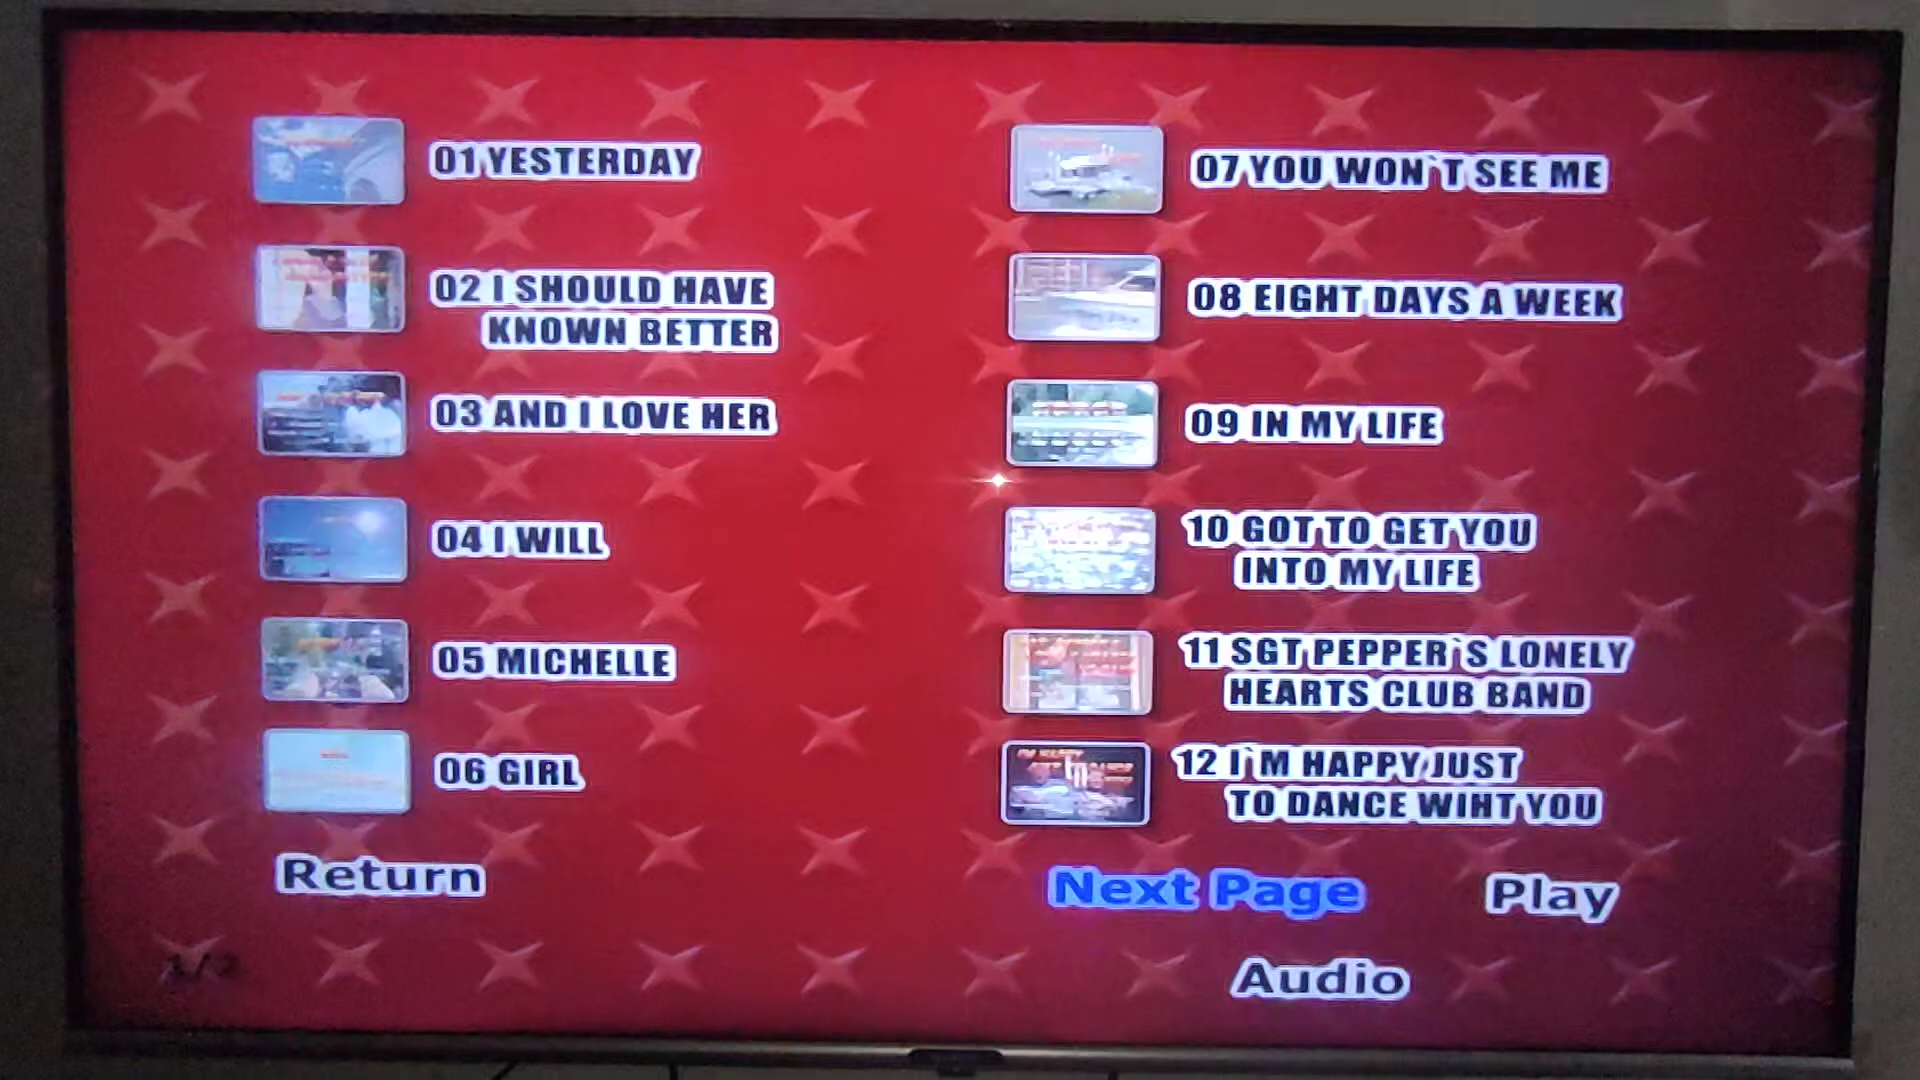 01 YESTERDAY
02 I SHOULD HAVE
KNOWN BETTER
03 AND I LOVE HER
04 I WILL
05 MICHELLE
06 GIRL
07 YOU WON`T SEE ME
08 EIGHT DAYS A WEEK
09 IN MY LIFE
10 GOT TO GET YOU
INTO MY LIFE
11 SGT PEPPER`S LONELY
HEARTS CLUB BAND
12 I`M HAPPY JUST
TO DANCE WIHT YOU
Return
Next Page
Play
Audio
1/2